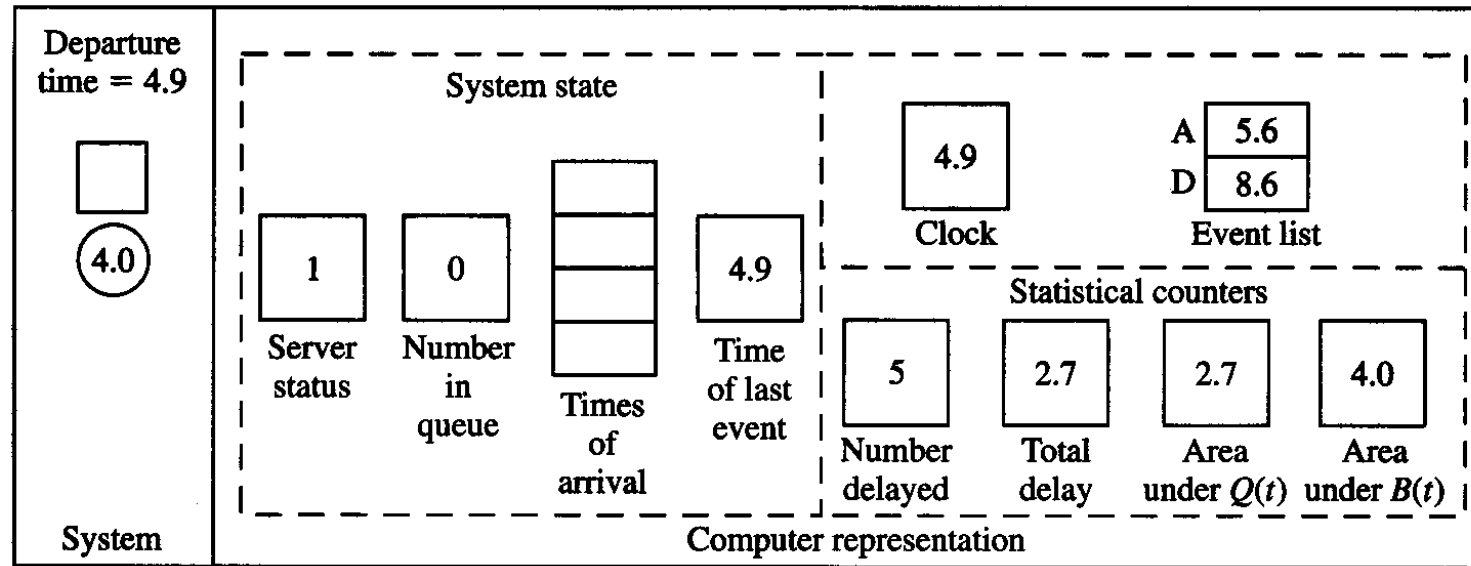 Departure
time = 4.9
4.0
System
System state
1
Server
status
0
Number
in
queue
Times
of
arrival
4.9
Time
of last
event
4.9
Clock
A 5.6
D 8.6
Event list
Statistical counters
5
Number
delayed
2.7
Total
delay
2.7
Area
under Q(t)
4.0
Area
under B(t)
Computer representation